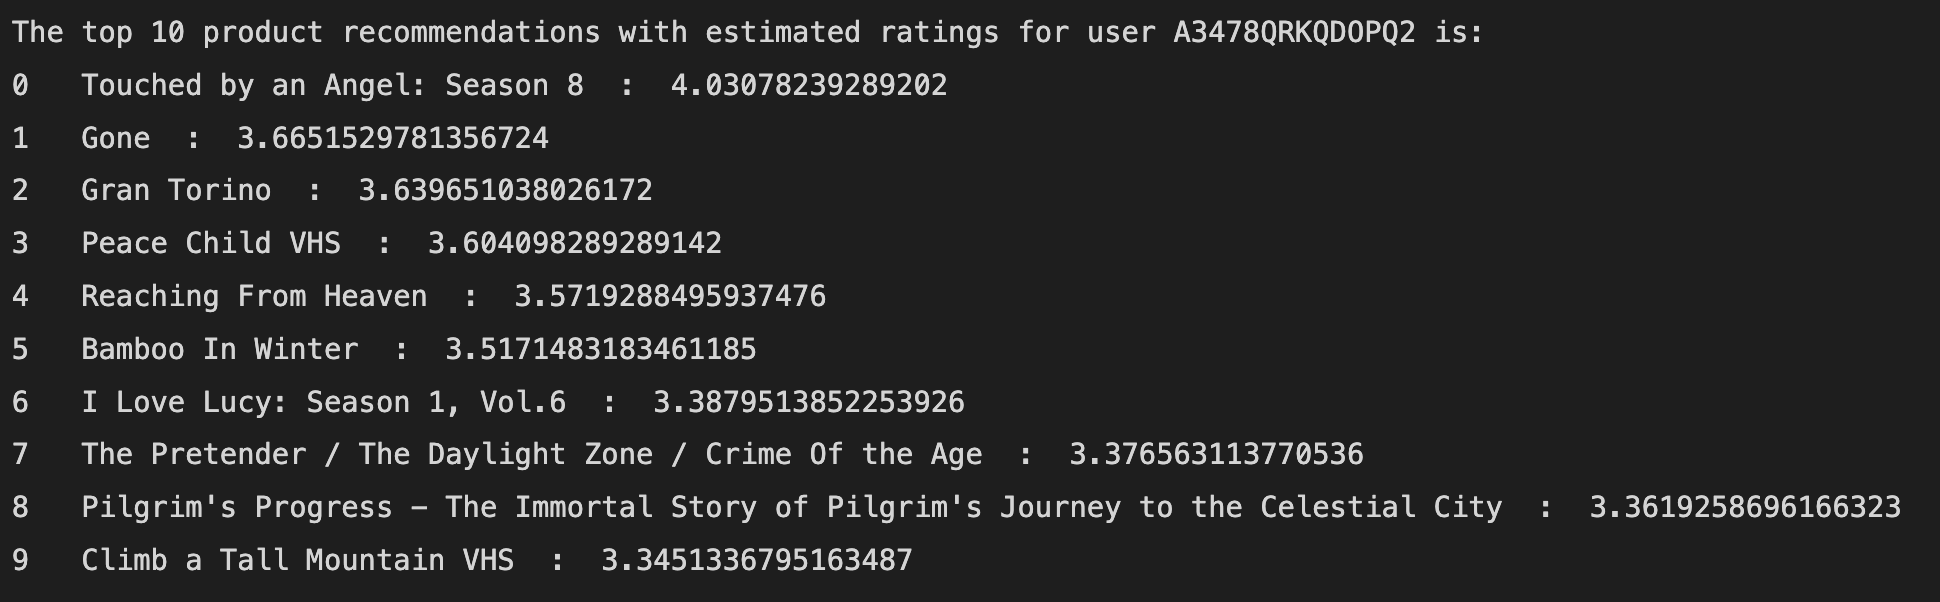 The top 10 product recommendations with estimated ratings for user A3478QRKQDOPQ2 is:
0   Touched by an Angel: Season 8  :  4.03078239289202
1   Gone  :  3.6651529781356724
2   Gran Torino  :  3.639651038026172
3   Peace Child VHS  :  3.604098289289142
4   Reaching From Heaven  :  3.5719288495937476
5   Bamboo In Winter  :  3.5171483183461185
6   I Love Lucy: Season 1, Vol.6  :  3.3879513852253926
7   The Pretender / The Daylight Zone / Crime Of the Age  :  3.376563113770536
8   Pilgrim's Progress – The Immortal Story of Pilgrim's Journey to the Celestial City  :  3.3619258696166323
9   Climb a Tall Mountain VHS  :  3.3451336795163487